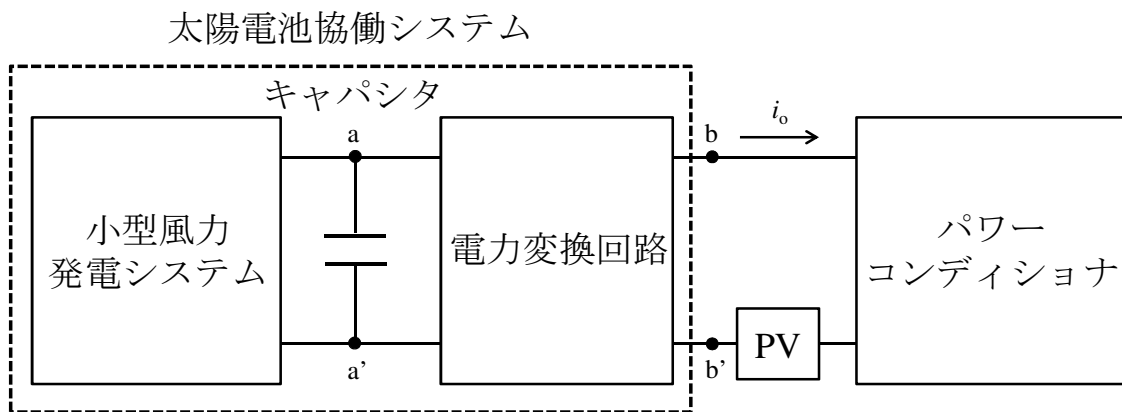 太陽電池協働システム
キャパシタ
a
b
i_o
小型風力
発電システム
電力変換回路
パワー
コンディショナ
a’
b’
PV